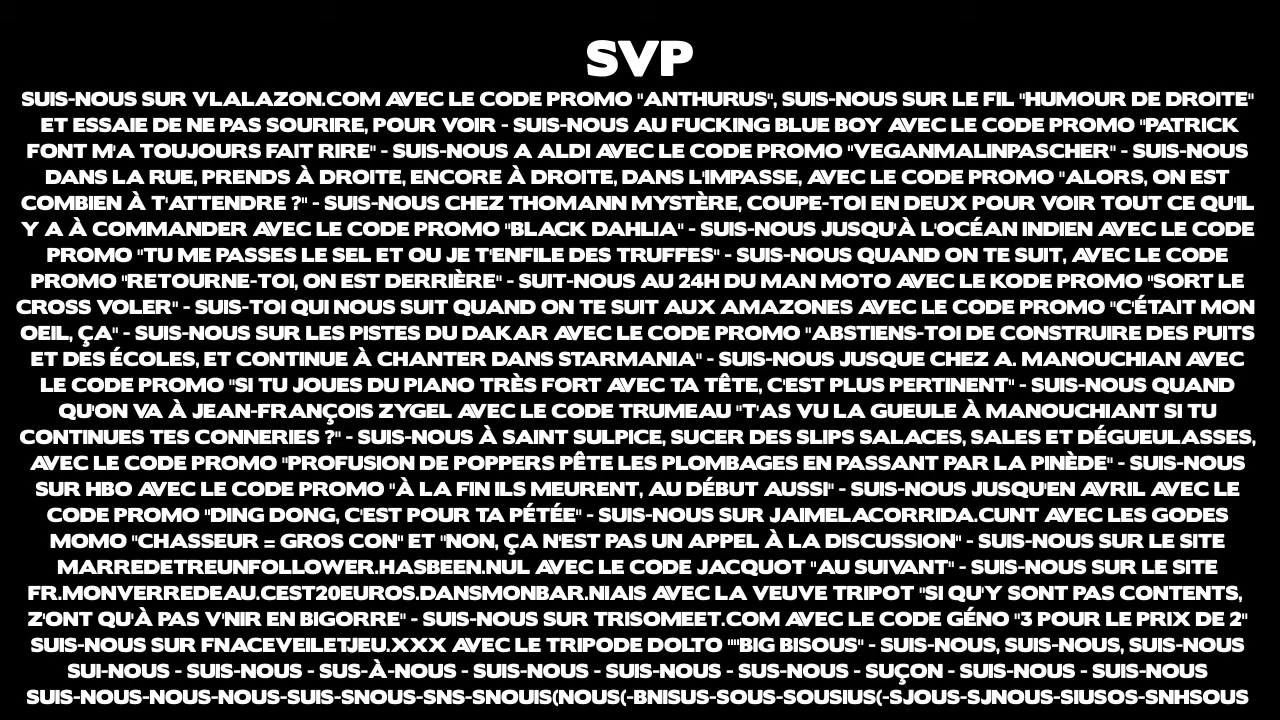 SVP
SUIS-NOUS SUR VLALAZON.COM AVEC LE CODE PROMO "ANTHURUS", SUIS-NOUS SUR LE FIL "HUMOUR DE DROITE"
ET ESSAIE DE NE PAS SOURIRE, POUR VOIR - SUIS-NOUS AU FUCKING BLUE BOY AVEC LE CODE PROMO "PATRICK
FONT M'A TOUJOURS FAIT RIRE" - SUIS-NOUS A ALDI AVEC LE CODE PROMO "VEGANMALINPASCHER" - SUIS-NOUS
DANS LA RUE, PRENDS À DROITE, ENCORE À DROITE, DANS L'IMPASSE, AVEC LE CODE PROMO "ALORS, ON EST
COMBIEN À T'ATTENDRE ?" - SUIS-NOUS CHEZ THOMANN MYSTÈRE, COUPE-TOI EN DEUX POUR VOIR TOUT CE QU'IL
Y A À COMMANDER AVEC LE CODE PROMO "BLACK DAHLIA" - SUIS-NOUS JUSQU'À L'OCÉAN INDIEN AVEC LE CODE
PROMO "TU ME PASSES LE SEL ET OU JE T'ENFILE DES TRUFFES" - SUIS-NOUS QUAND ON TE SUIT, AVEC LE CODE
PROMO "RETOURNE-TOI, ON EST DERRIÈRE" - SUIT-NOUS AU 24H DU MAN MOTO AVEC LE KODE PROMO "SORT LE
CROSS VOLER" - SUIS-TOI QUI NOUS SUIT QUAND ON TE SUIT AUX AMAZONES AVEC LE CODE PROMO "C'ÉTAIT MON
OEIL, ÇA" - SUIS-NOUS SUR LES PISTES DU DAKAR AVEC LE CODE PROMO "ABSTIENS-TOI DE CONSTRUIRE DES PUITS
ET DES ÉCOLES, ET CONTINUE À CHANTER DANS STARMANIA" - SUIS-NOUS JUSQUE CHEZ A. MANOUCHIAN AVEC
LE CODE PROMO "SI TU JOUES DU PIANO TRÈS FORT AVEC TA TÊTE, C'EST PLUS PERTINENT" - SUIS-NOUS QUAND
QU'ON VA À JEAN-FRANÇOIS ZYGEL AVEC LE CODE TRUMEAU "T'AS VU LA GUEULE À MANOUCHIANT SI TU
CONTINUES TES CONNERIES ?" - SUIS-NOUS À SAINT SULPICE, SUCER DES SLIPS SALACES, SALES ET DÉGUEULASSES,
AVEC LE CODE PROMO "PROFUSION DE POPPERS PÊTE LES PLOMBAGES EN PASSANT PAR LA PINÈDE" - SUIS-NOUS
SUR HBO AVEC LE CODE PROMO "À LA FIN ILS MEURENT, AU DÉBUT AUSSI" - SUIS-NOUS JUSQU'EN AVRIL AVEC LE
CODE PROMO "DING DONG, C'EST POUR TA PÉTÉE" - SUIS-NOUS SUR JAIMELACORRIDA.CUNT AVEC LES GODES
MOMO "CHASSEUR = GROS CON" ET "NON, ÇA N'EST PAS UN APPEL À LA DISCUSSION" - SUIS-NOUS SUR LE SITE
MARREDETREUNFOLLOWER.HASBEEN.NUL AVEC LE CODE JACQUOT "AU SUIVANT" - SUIS-NOUS SUR LE SITE
FR.MONVERREDEAU.CEST20EUROS.DANSMONBAR.NIAIS AVEC LA VEUVE TRIPOT "SI QU'Y SONT PAS CONTENTS,
Z'ONT QU'À PAS V'NIR EN BIGORRE" - SUIS-NOUS SUR TRISOMEET.COM AVEC LE CODE GÉNO "3 POUR LE PRIX DE 2"
SUIS-NOUS SUR FNACEVEILETJEU.XXX AVEC LE TRIPODE DOLTO ""BIG BISOUS" - SUIS-NOUS, SUIS-NOUS, SUIS-NOUS
SUI-NOUS - SUIS-NOUS - SUS-À-NOUS - SUIS-NOUS - SUIS-NOUS - SUS-NOUS - SUÇON - SUIS-NOUS - SUIS-NOUS
SUIS-NOUS-NOUS-NOUS-SUIS-SNOUS-SNS-SNOUIS(NOUS(-BNISUS-SOUS-SOUSIUS(-SJOUS-SJNOUS-SIUSOS-SNHSOUS